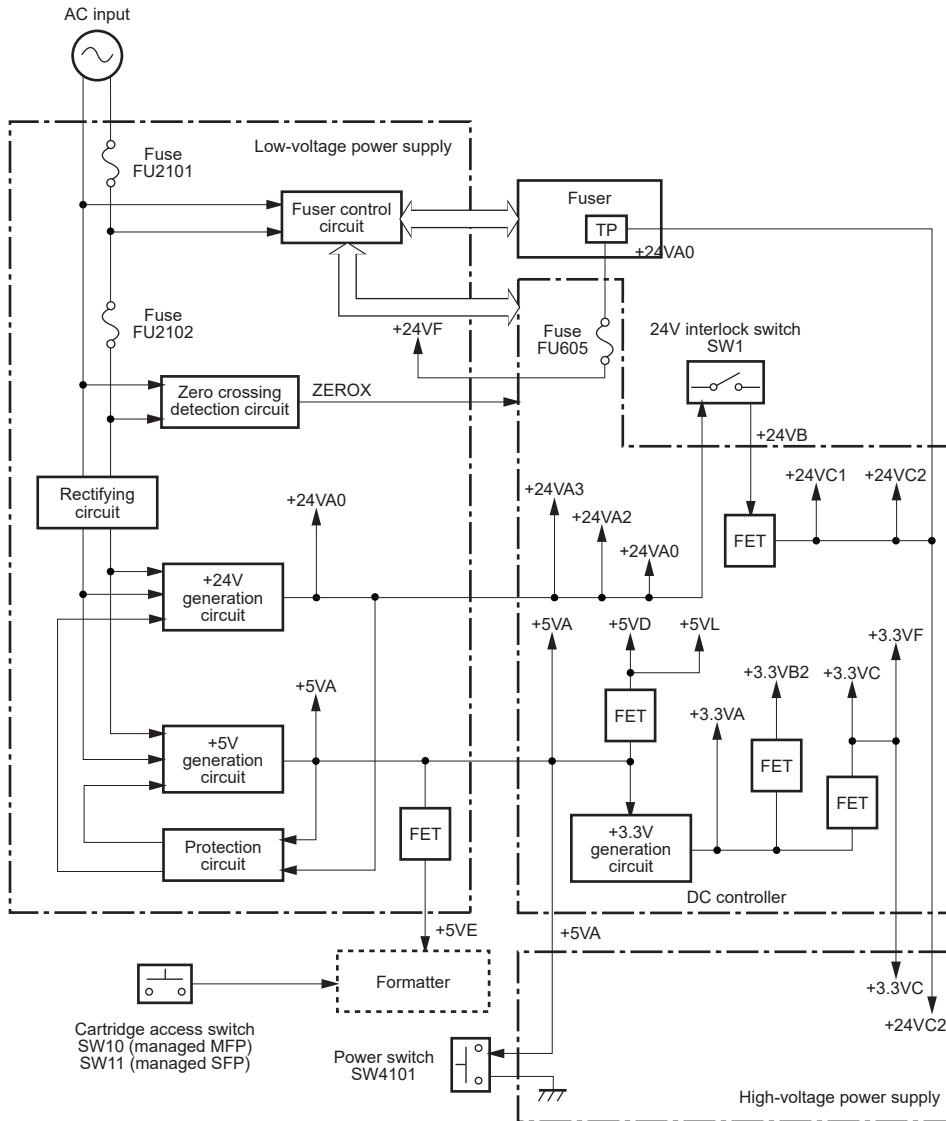 AC input
Fuse
FU2101
Low-voltage power supply
Fuser control
circuit
Fuser
TP
+24VA0
Fuse
FU2102
+24VF
Fuse
FU605
24V interlock switch
SW1
Zero crossing
detection circuit
ZEROX
+24VB
Rectifying
circuit
+24VA0
+24VA3
+24VA2
+24VA0
+24VC1
+24VC2
FET
+24V
generation
circuit
+5VA
+5VA
+5VD
+5VL
+3.3VF
+3.3VB2
+3.3VC
+3.3VA
FET
FET
FET
+5V
generation
circuit
FET
Protection
circuit
+3.3V
generation
circuit
DC controller
+5VE
+5VA
Formatter
+3.3VC
+24VC2
Cartridge access switch
SW10 (managed MFP)
SW11 (managed SFP)
Power switch
SW4101
High-voltage power supply